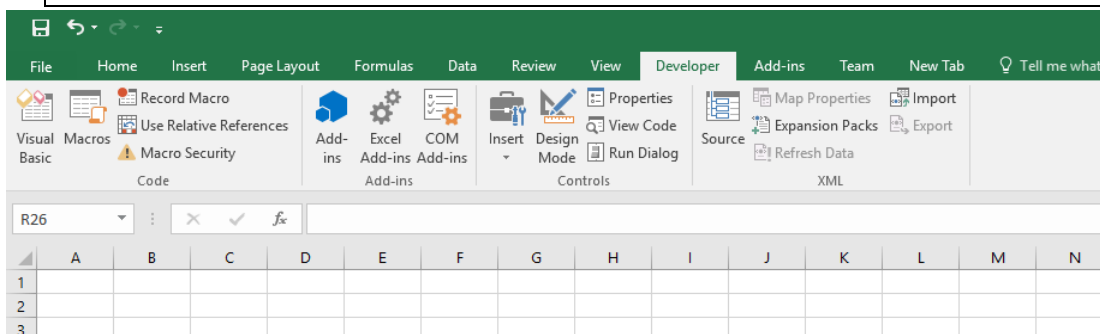 File Home Insert Page Layout Formulas Data Review View Developer Add-ins Team New Tab Tell me what
Visual Basic
Macros
Record Macro
Use Relative References
Macro Security
Code
Add-ins
Excel Add-ins
COM Add-ins
Add-ins
Insert
Design Mode
Properties
View Code
Run Dialog
Controls
Source
Map Properties
Expansion Packs
Refresh Data
Import
Export
XML
R26 fx
A B C D E F G H I J K L M N
1
2
3